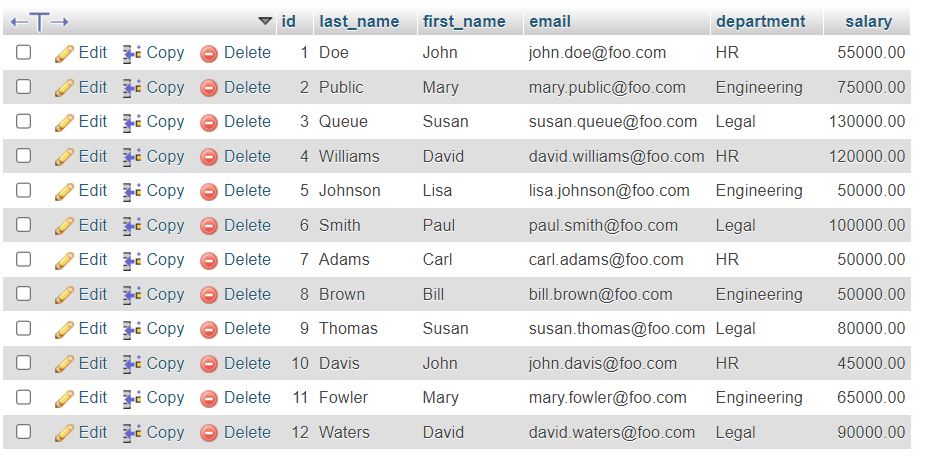 id last_name first_name email department salary
Edit Copy Delete 1 Doe John john.doe@foo.com HR 55000.00
Edit Copy Delete 2 Public Mary mary.public@foo.com Engineering 75000.00
Edit Copy Delete 3 Queue Susan susan.queue@foo.com Legal 130000.00
Edit Copy Delete 4 Williams David david.williams@foo.com HR 120000.00
Edit Copy Delete 5 Johnson Lisa lisa.johnson@foo.com Engineering 50000.00
Edit Copy Delete 6 Smith Paul paul.smith@foo.com Legal 100000.00
Edit Copy Delete 7 Adams Carl carl.adams@foo.com HR 50000.00
Edit Copy Delete 8 Brown Bill bill.brown@foo.com Engineering 50000.00
Edit Copy Delete 9 Thomas Susan susan.thomas@foo.com Legal 80000.00
Edit Copy Delete 10 Davis John john.davis@foo.com HR 45000.00
Edit Copy Delete 11 Fowler Mary mary.fowler@foo.com Engineering 65000.00
Edit Copy Delete 12 Waters David david.waters@foo.com Legal 90000.00